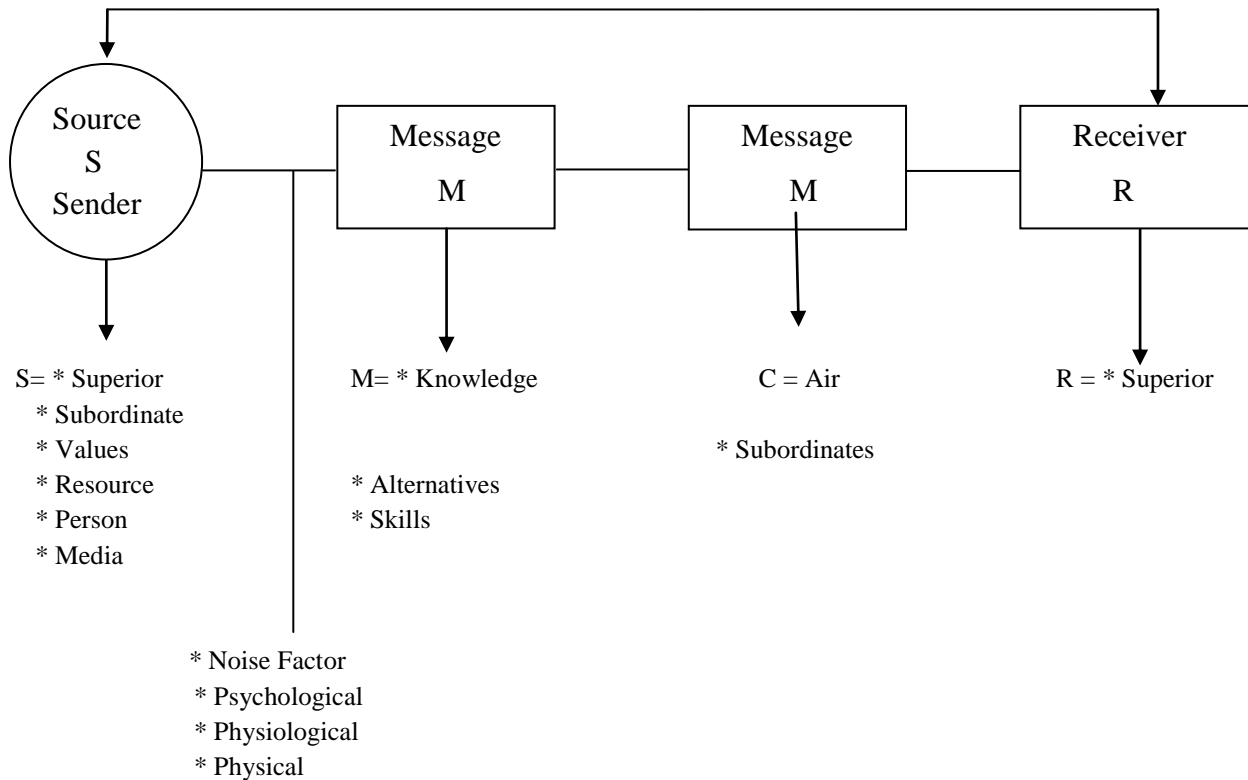 Source
S
Sender
Message
M
Message
M
Receiver
R
S= * Superior
* Subordinate
* Values
* Resource
* Person
* Media
M= * Knowledge
* Alternatives
* Skills
C = Air
* Subordinates
R = * Superior
* Noise Factor
* Psychological
* Physiological
* Physical